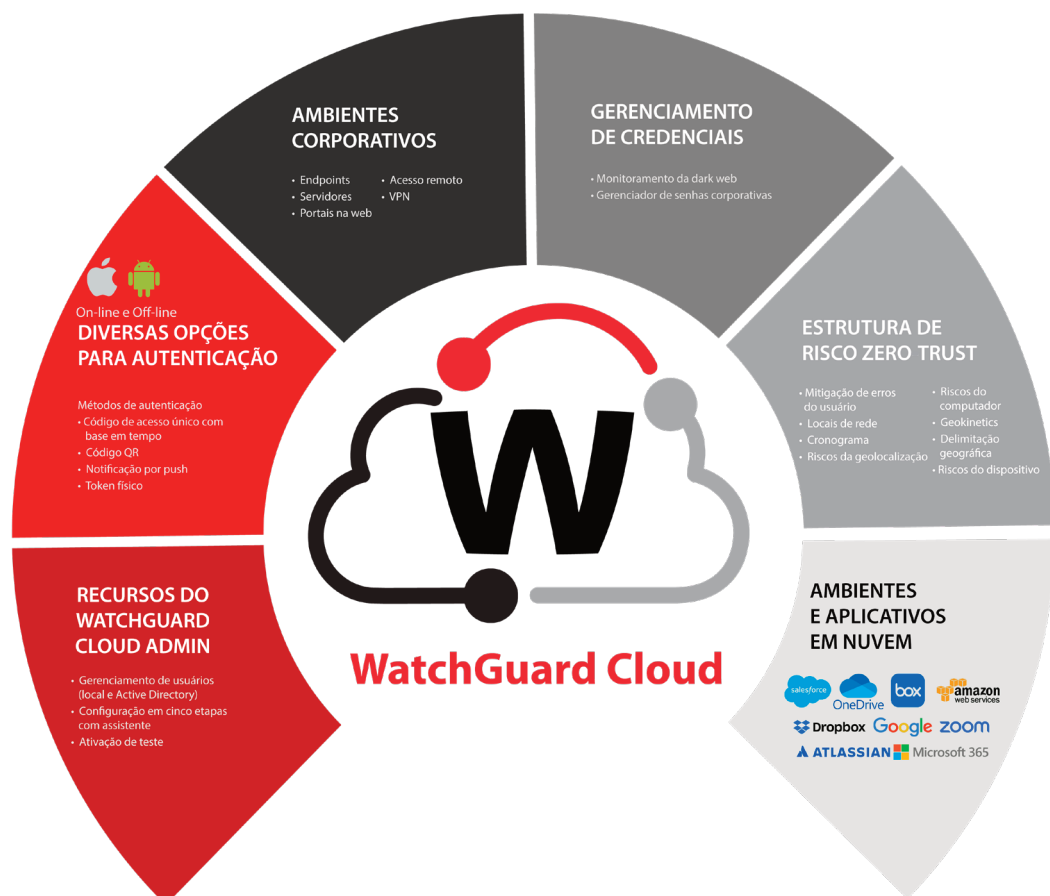 AMBIENTES
CORPORATIVOS
• Endpoints
• Servidores
• Portais na web
• Acesso remoto
• VPN
GERENCIAMENTO
DE CREDENCIAIS
• Monitoramento da dark web
• Gerenciador de senhas corporativas
On-line e Off-line
DIVERSAS OPÇÕES
PARA AUTENTICAÇÃO
Métodos de autenticação
• Código de acesso único com
base em tempo
• Código QR
• Notificação por push
• Token físico
ESTRUTURA DE
RISCO ZERO TRUST
• Mitigação de erros
do usuário
• Locais de rede
• Cronograma
• Riscos da geolocalização
• Riscos do
computador
• Geokinetics
• Delimitação
geográfica
• Riscos do dispositivo
W
WatchGuard Cloud
RECURSOS DO
WATCHGUARD
CLOUD ADMIN
• Gerenciamento de usuários
(local e Active Directory)
• Configuração em cinco etapas
com assistente
• Ativação de teste
AMBIENTES
E APLICATIVOS
EM NUVEM
salesforce
OneDrive
box
amazon
web services
Dropbox
Google
zoom
ATLASSIAN
Microsoft 365